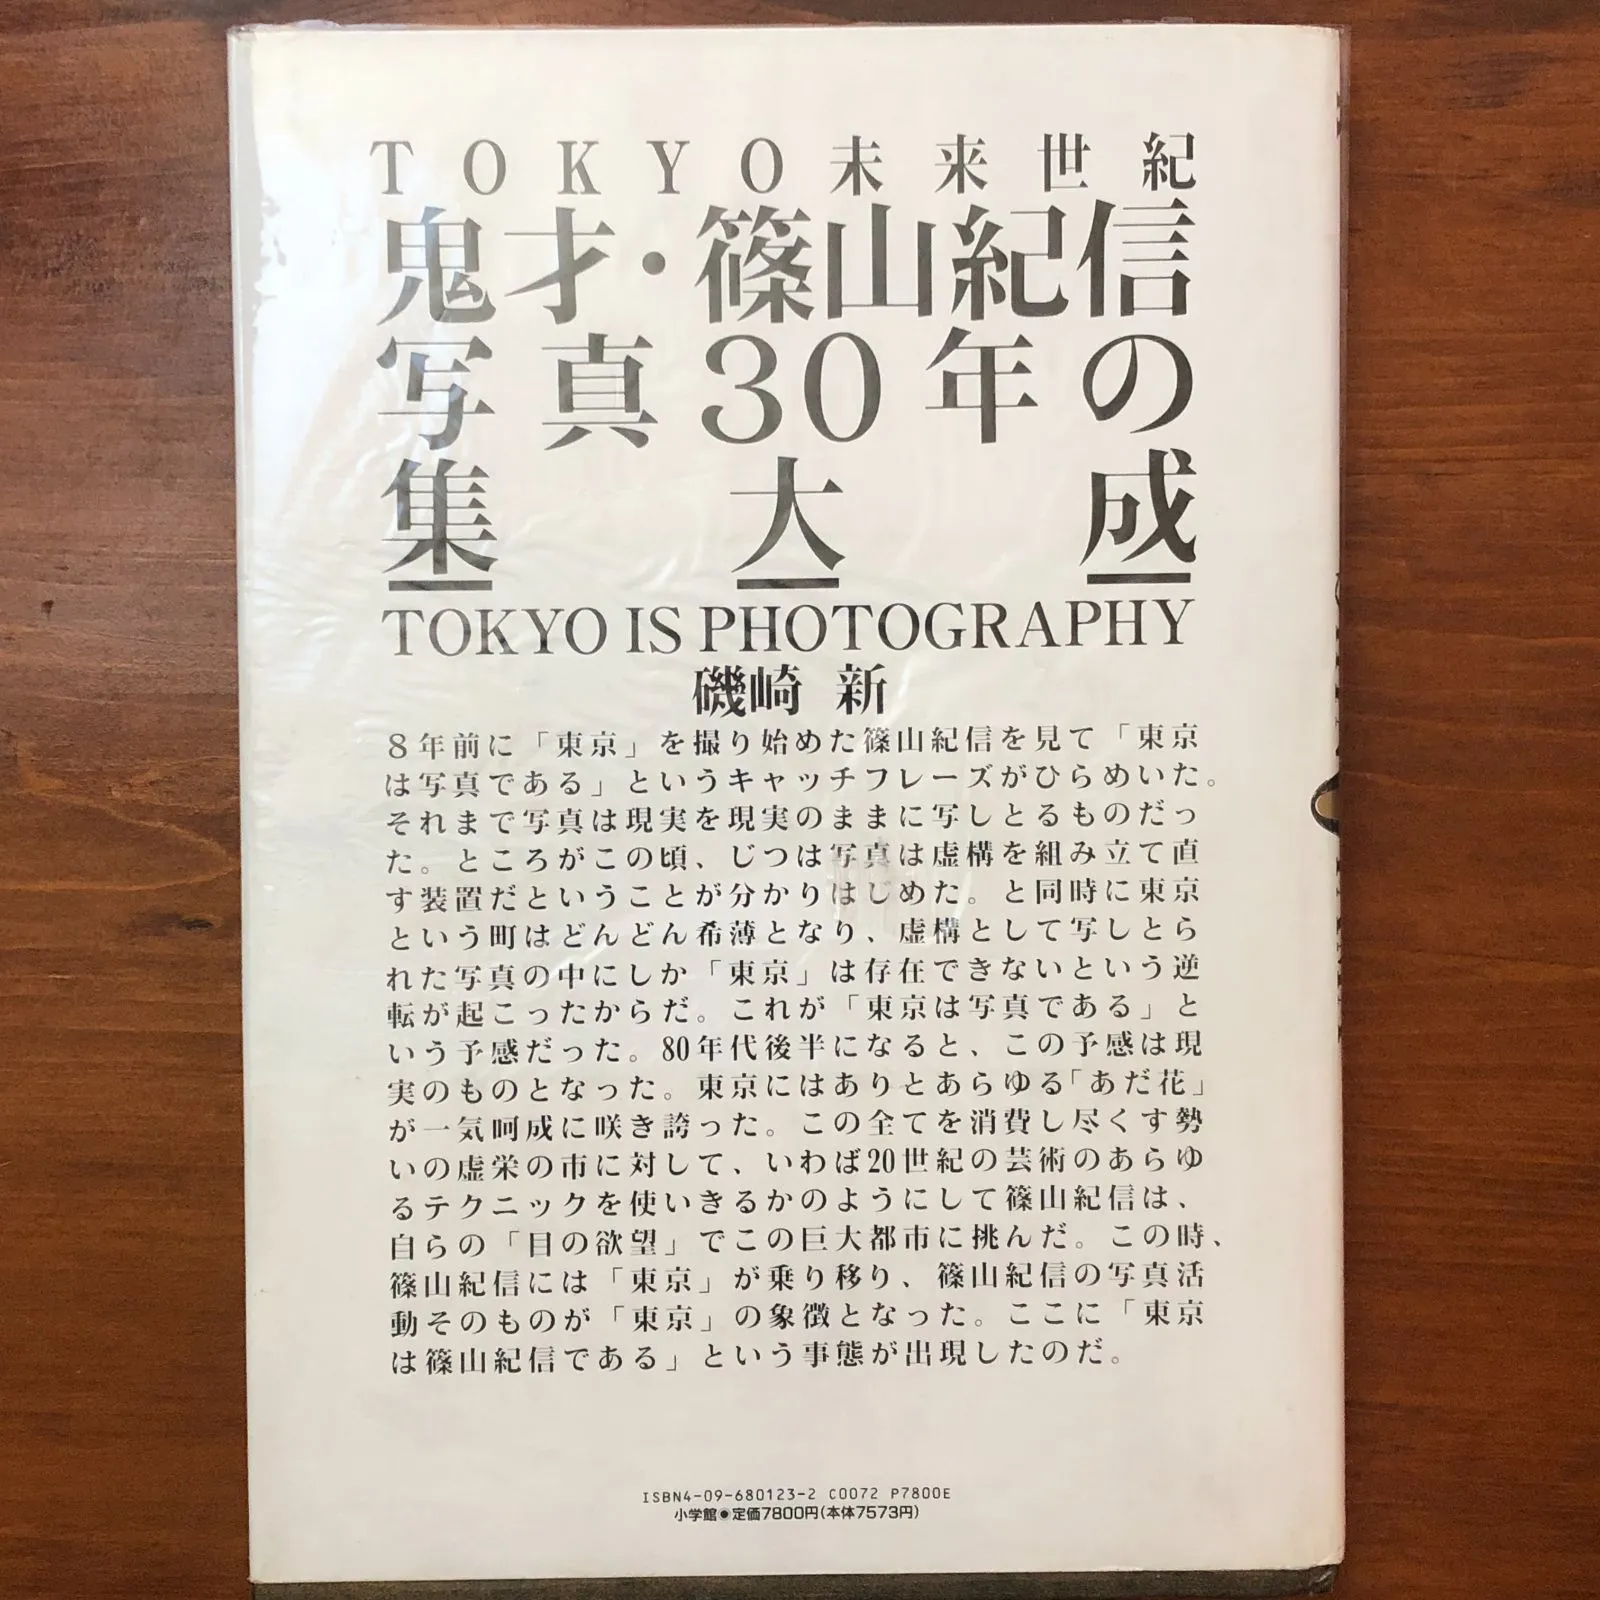 TOKYO未来世紀
鬼才・篠山紀信
写真30年の
集大成
TOKYO IS PHOTOGRAPHY
磯崎 新
8年前に「東京」を撮り始めた篠山紀信を見て「東京
は写真である」というキャッチフレーズがひらめいた。
それまで写真は現実を現実のままに写しとるものだっ
た。ところがこの頃、じつは写真は虚構を組み立て直
す装置だということが分かりはじめた。と同時に東京
という町はどんどん希薄となり、虚構として写しとら
れた写真の中にしか「東京」は存在できないという逆
転が起こったからだ。これが「東京は写真である」と
いう予感だった。80年代後半になると、この予感は現
実のものとなった。東京にはありとあらゆる「あだ花」
が一気呵成に咲き誇った。この全てを消費し尽くす勢
いの虚栄の市に対して、いわば20世紀の芸術のあらゆ
るテクニックを使いきるかのようにして篠山紀信は、
自らの「目の欲望」でこの巨大都市に挑んだ。この時、
篠山紀信には「東京」が乗り移り、篠山紀信の写真活
動そのものが「東京」の象徴となった。ここに「東京
は篠山紀信である」という事態が出現したのだ。
ISBN4-09-680123-2 C0072 P7800E
小学館●定価7800円(本体7573円)